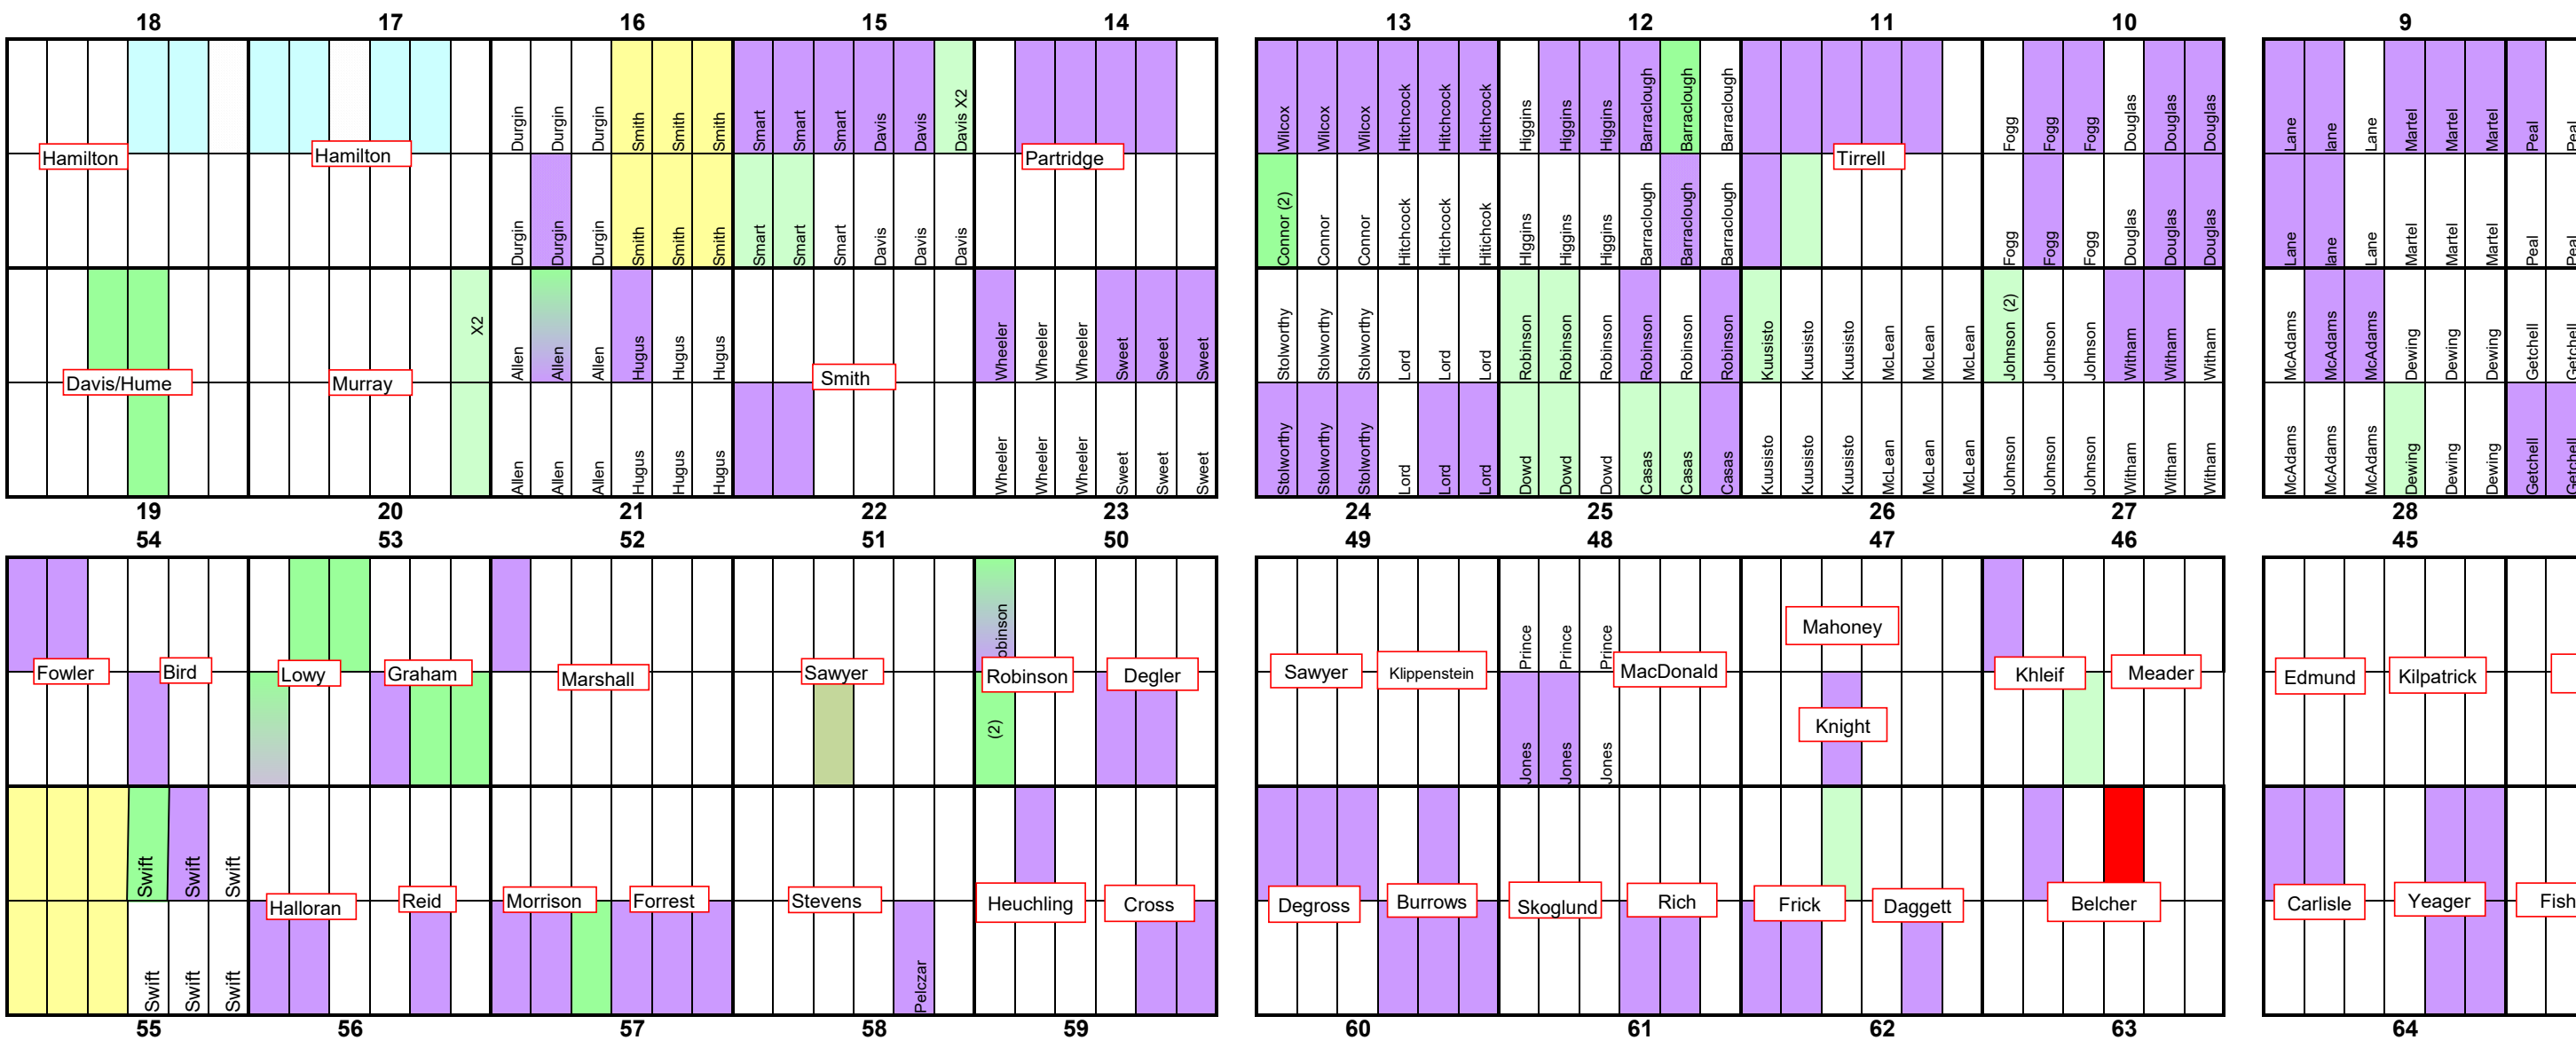 18 17 16 15 14 13 12 11 10 9
Durgin Durgin Durgin Smith Smith Smith Smart Smart Smart Davis Davis Davis X2 Wilcox Wilcox Wilcox Hitchcock Hitchcock Hitchcock Higgins Higgins Higgins Barraclough Barraclough Barraclough Fogg Fogg Fogg Douglas Douglas Douglas Lane lane Lane Martel Martel Martel Peal Peal
Hamilton Hamilton Partridge Tirrell
Durgin Durgin Durgin Smith Smith Smith Smart Smart Smart Davis Davis Davis Connor (2) Connor Connor Hitchcock Hitchcock Hitichcok HIggins Higgins Higgins Barraclough Barraclough Barraclough Fogg Fogg Fogg Douglas Douglas Douglas Lane lane Lane Martel Martel Martel Peal Peal
X2 Allen Allen Allen Hugus Hugus Hugus Wheeler Wheeler Wheeler Sweet Sweet Sweet Stolworthy Stolworthy Stolworthy Lord Lord Lord Robinson Robinson Robinson Robinson Robinson Robinson Kuusisto Kuusisto Kuusisto McLean McLean McLean Johnson (2) Johnson Johnson Witham Witham Witham McAdams McAdams McAdams Dewing Dewing Dewing Getchell Getchell
Davis/Hume Murray Smith
Allen Allen Allen Hugus Hugus Hugus Wheeler Wheeler Wheeler Sweet Sweet Sweet Stolworthy Stolworthy Stolworthy Lord Lord Lord Dowd Dowd Dowd Casas Casas Casas Kuusisto Kuusisto Kuusisto McLean McLean McLean Johnson Johnson Johnson Witham Witham Witham McAdams McAdams McAdams Dewing Dewing Dewing Getchell Getchell
19 20 21 22 23 24 25 26 27 28
54 53 52 51 50 49 48 47 46 45
obinson Prince Prince Prince Mahoney
Fowler Bird Lowy Graham Marshall Sawyer Robinson Degler Sawyer Klippenstein MacDonald Khleif Meader Edmund Kilpatrick
(2) Jones Jones Jones Knight
Swift Swift Swift
Halloran Reid Morrison Forrest Stevens Heuchling Cross Degross Burrows Skoglund Rich Frick Daggett Belcher Carlisle Yeager Fish
Swift Swift Swift Pelczar
55 56 57 58 59 60 61 62 63 64